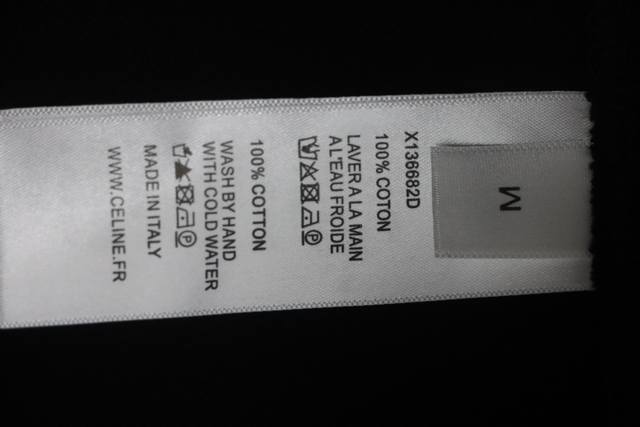 M
X136682D
100% COTON
LAVER A LA MAIN
A L'EAU FROIDE
100% COTTON
WASH BY HAND
WITH COLD WATER
MADE IN ITALY
WWW.CELINE.FR